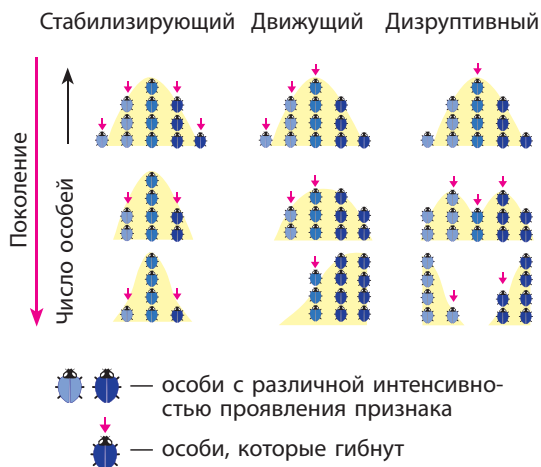 Стабилизирующий Движущий Дизруптивный
Поколение
Число особей
— особи с различной интенсивно-
стью проявления признака
— особи, которые гибнут